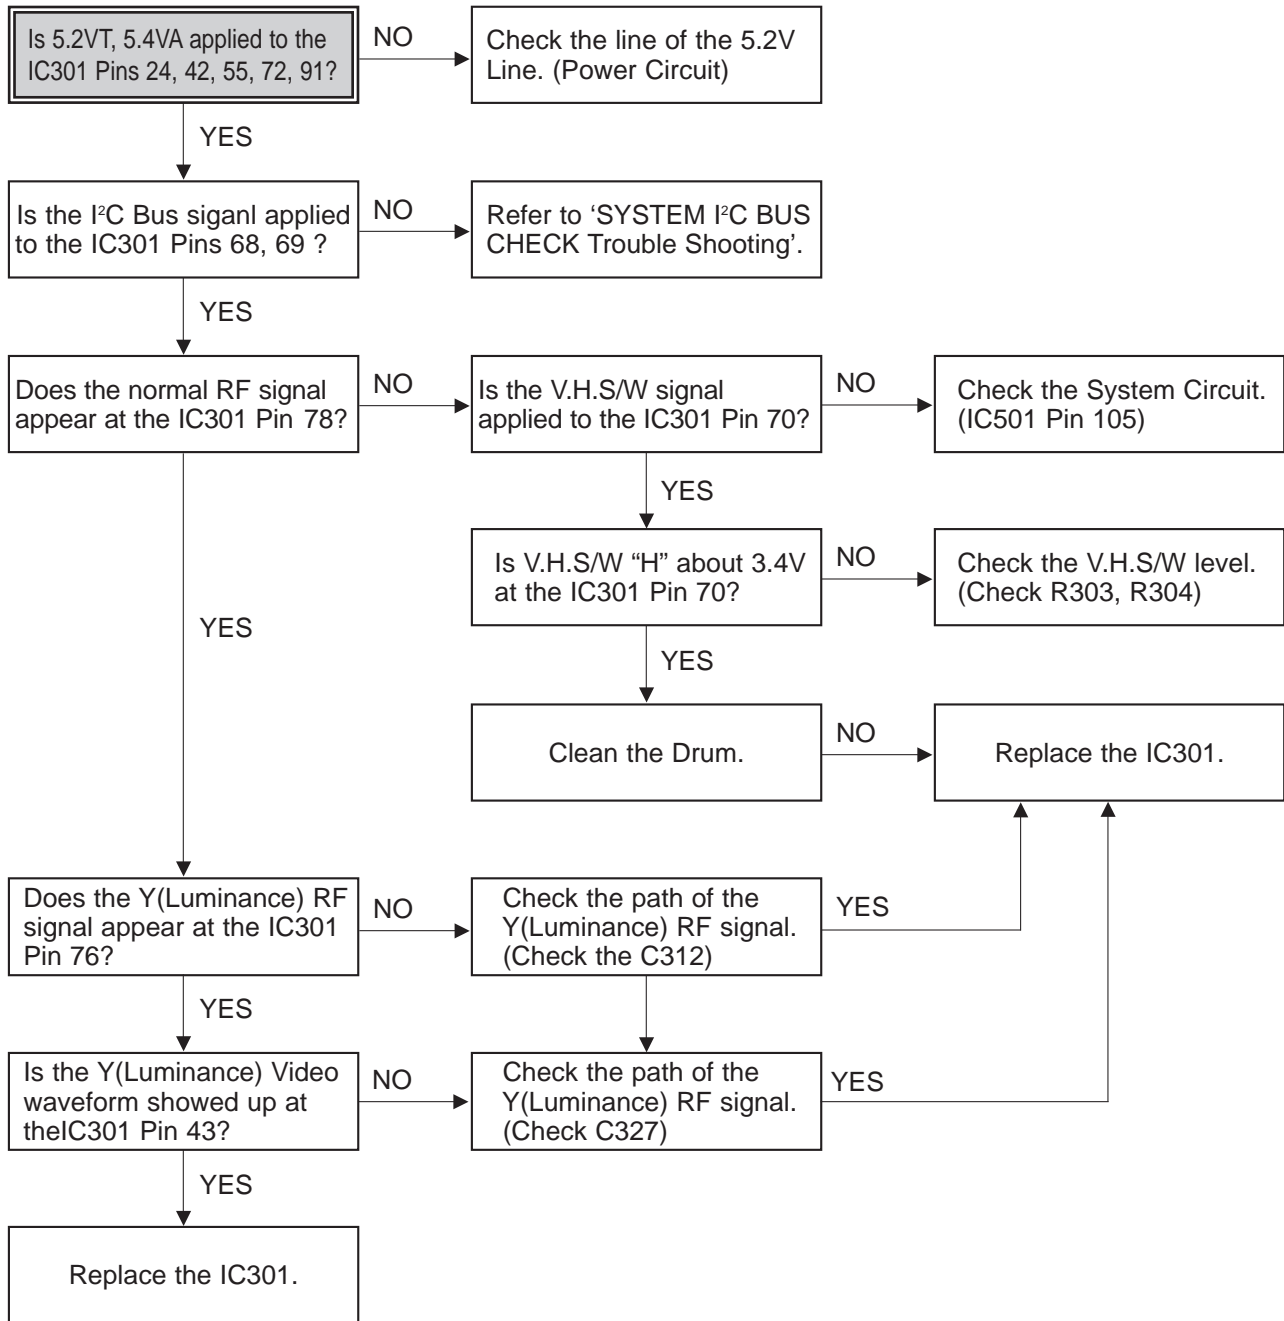 Is 5.2VT, 5.4VA applied to the
IC301 Pins 24, 42, 55, 72, 91?
NO
Check the line of the 5.2V
Line. (Power Circuit)
YES
Is the I²C Bus siganl applied
to the IC301 Pins 68, 69 ?
NO
Refer to ‘SYSTEM I²C BUS
CHECK Trouble Shooting’.
YES
Does the normal RF signal
appear at the IC301 Pin 78?
NO
Is the V.H.S/W signal
applied to the IC301 Pin 70?
NO
Check the System Circuit.
(IC501 Pin 105)
YES
Is V.H.S/W “H” about 3.4V
at the IC301 Pin 70?
NO
Check the V.H.S/W level.
(Check R303, R304)
YES
YES
Clean the Drum.
NO
Replace the IC301.
Does the Y(Luminance) RF
signal appear at the IC301
Pin 76?
NO
Check the path of the
Y(Luminance) RF signal.
(Check the C312)
YES
YES
Is the Y(Luminance) Video
waveform showed up at
theIC301 Pin 43?
NO
Check the path of the
Y(Luminance) RF signal.
(Check C327)
YES
YES
Replace the IC301.